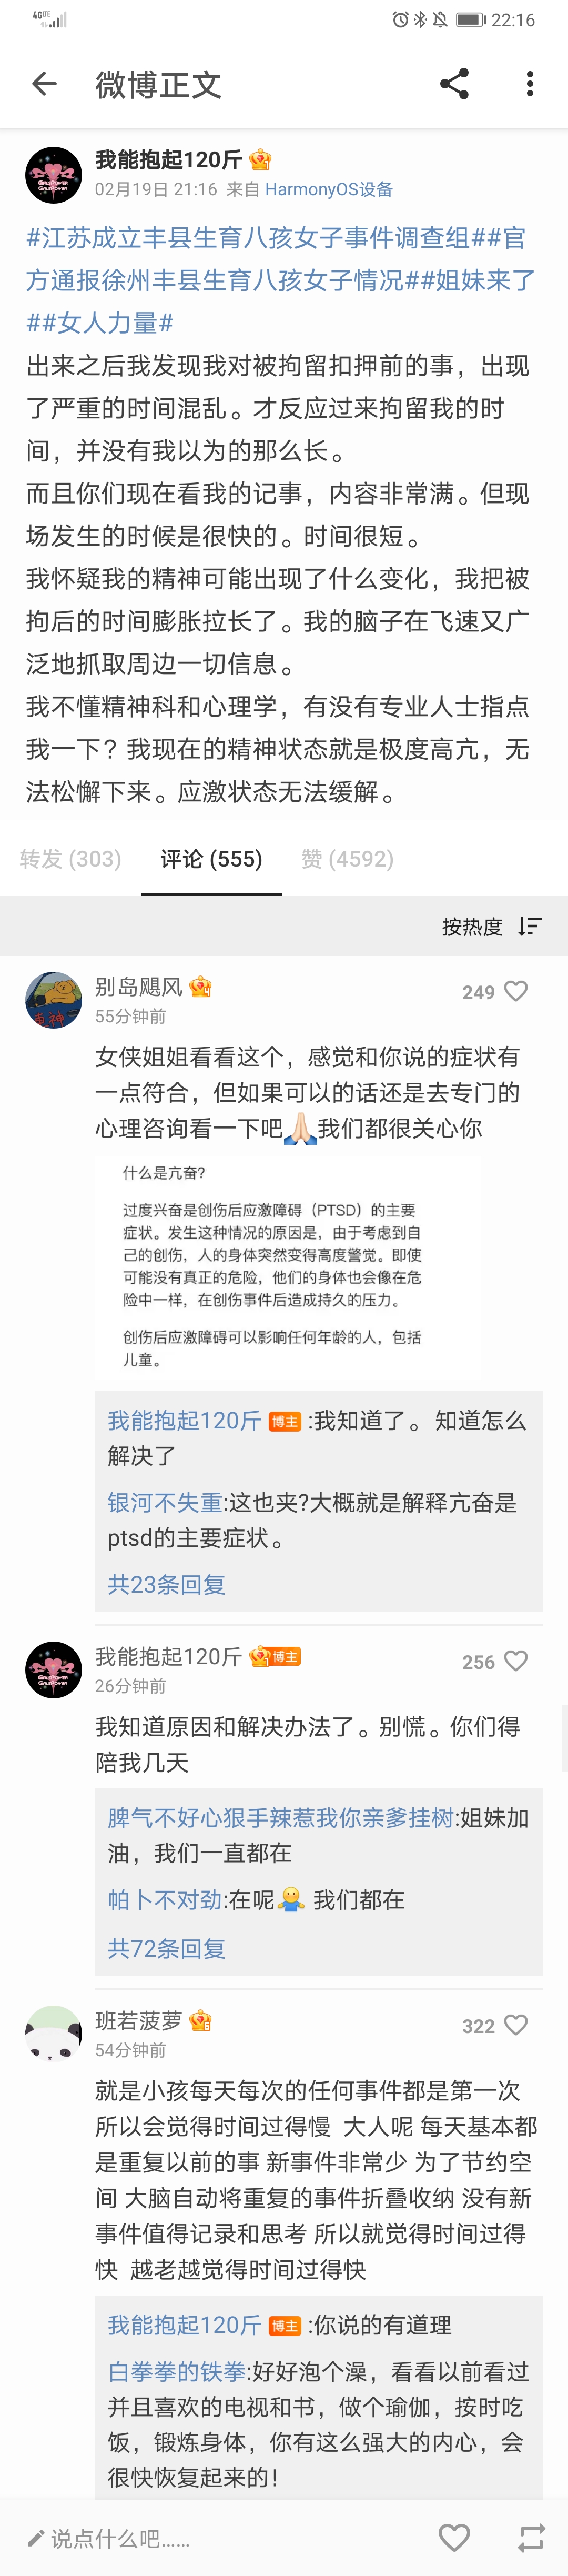 4G LTE
22:16
微博正文
我能抱起120斤
02月19日 21:16 来自 HarmonyOS设备
#江苏成立丰县生育八孩女子事件调查组##官
方通报徐州丰县生育八孩女子情况##姐妹来了
##女人力量#
出来之后我发现我对被拘留扣押前的事，出现
了严重的时间混乱。才反应过来拘留我的时
间，并没有我以为的那么长。
而且你们现在看我的记事，内容非常满。但现
场发生的时候是很快的。时间很短。
我怀疑我的精神可能出现了什么变化，我把被
拘后的时间膨胀拉长了。我的脑子在飞速又广
泛地抓取周边一切信息。
我不懂精神科和心理学，有没有专业人士指点
我一下？我现在的精神状态就是极度高亢，无
法松懈下来。应激状态无法缓解。
转发 (303) 评论 (555) 赞 (4592)
按热度
别岛飓风
249
55分钟前
女侠姐姐看看这个，感觉和你说的症状有
一点符合，但如果可以的话还是去专门的
心理咨询看一下吧🙏我们都很关心你
什么是亢奋?
过度兴奋是创伤后应激障碍（PTSD）的主要
症状。发生这种情况的原因是，由于考虑到自
己的创伤，人的身体突然变得高度警觉。即使
可能没有真正的危险，他们的身体也会像在危
险中一样，在创伤事件后造成持久的压力。
创伤后应激障碍可以影响任何年龄的人，包括
儿童。
我能抱起120斤 博主 :我知道了。 知道怎么
解决了
银河不失重:这也夹?大概就是解释亢奋是
ptsd的主要症状。
共23条回复
我能抱起120斤 博主
256
26分钟前
我知道原因和解决办法了。别慌。你们得
陪我几天
脾气不好心狠手辣惹我你亲爹挂树:姐妹加
油，我们一直都在
帕卜不对劲:在呢🤷 我们都在
共72条回复
班若菠萝
322
54分钟前
就是小孩每天每次的任何事件都是第一次
所以会觉得时间过得慢 大人呢 每天基本都
是重复以前的事 新事件非常少 为了节约空
间 大脑自动将重复的事件折叠收纳 没有新
事件值得记录和思考 所以就觉得时间过得
快 越老越觉得时间过得快
我能抱起120斤 博主 :你说的有道理
白拳拳的铁拳:好好泡个澡，看看以前看过
并且喜欢的电视和书，做个瑜伽，按时吃
饭，锻炼身体，你有这么强大的内心，会
很快恢复起来的!
说点什么吧......